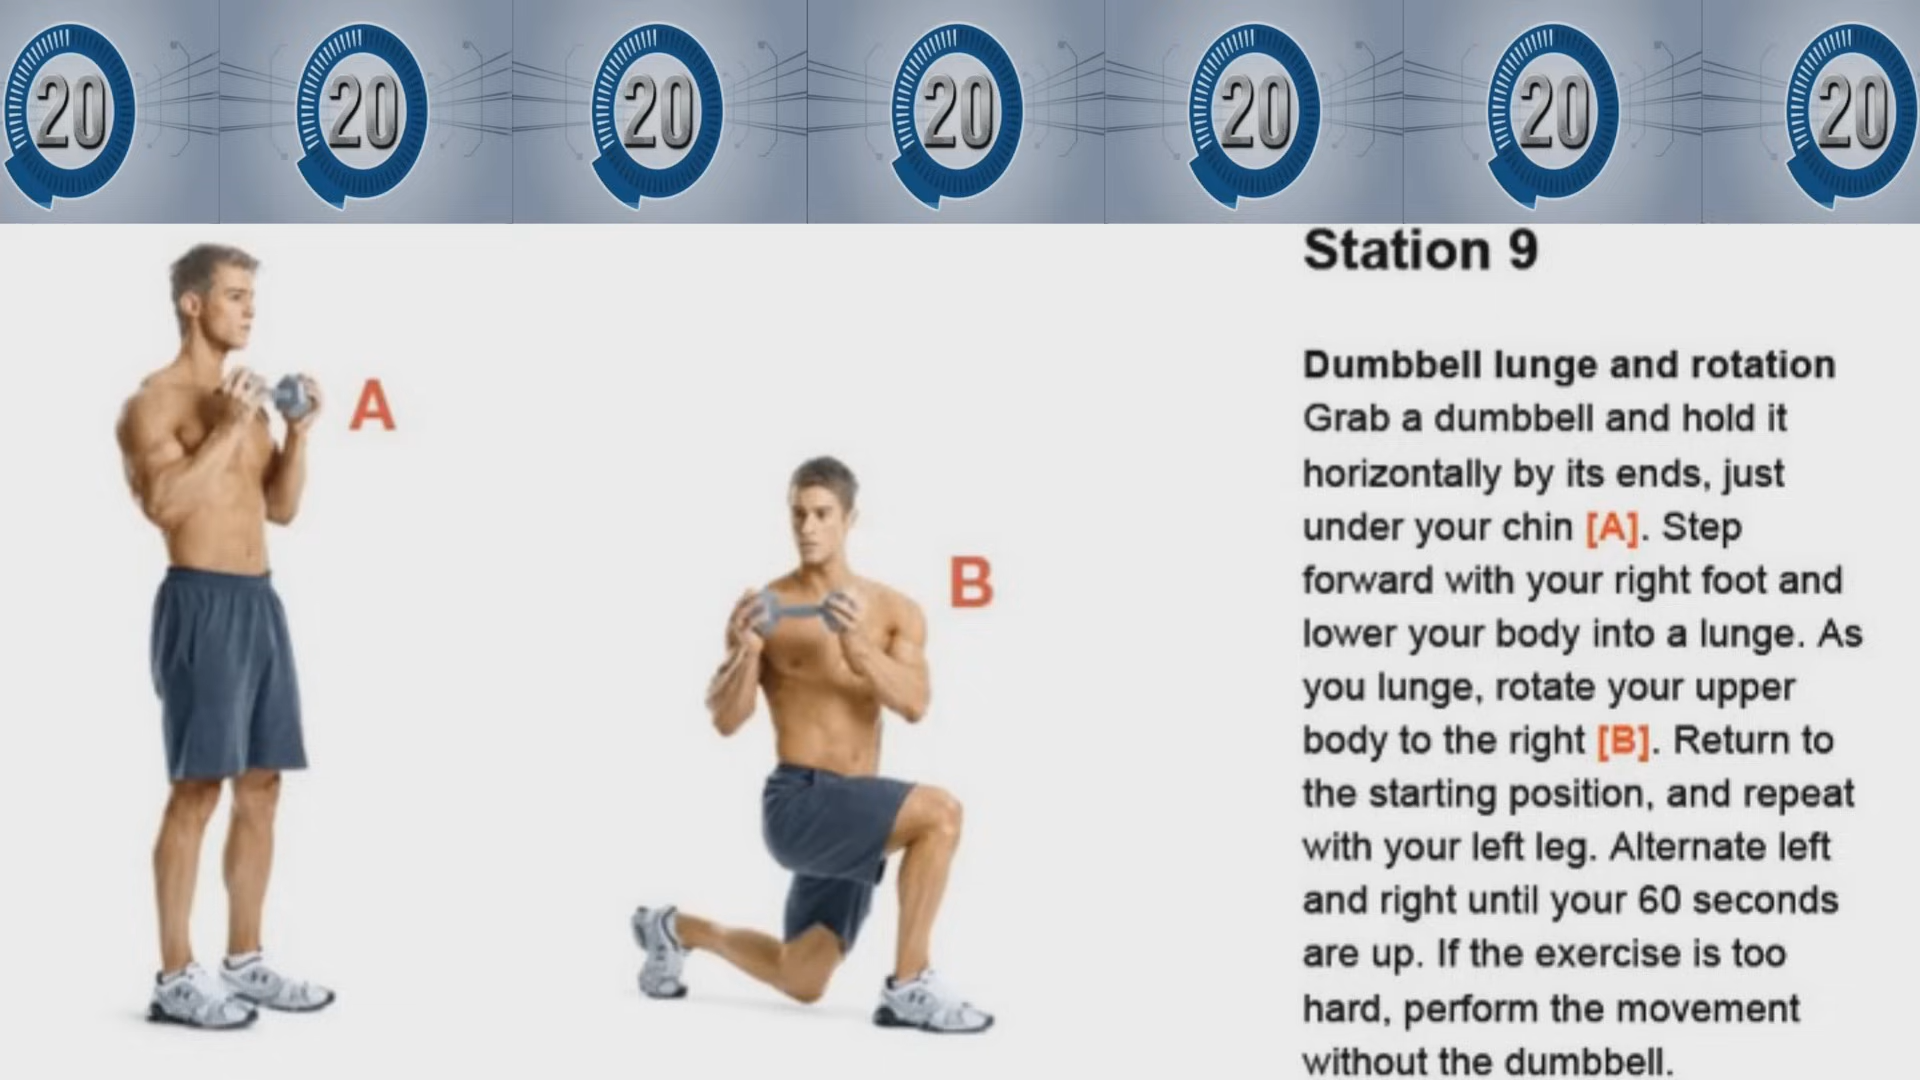 20 20 20 20 20 20 20
Station 9
A
B
Dumbbell lunge and rotation
Grab a dumbbell and hold it
horizontally by its ends, just
under your chin [A]. Step
forward with your right foot and
lower your body into a lunge. As
you lunge, rotate your upper
body to the right [B]. Return to
the starting position, and repeat
with your left leg. Alternate left
and right until your 60 seconds
are up. If the exercise is too
hard, perform the movement
without the dumbbell.